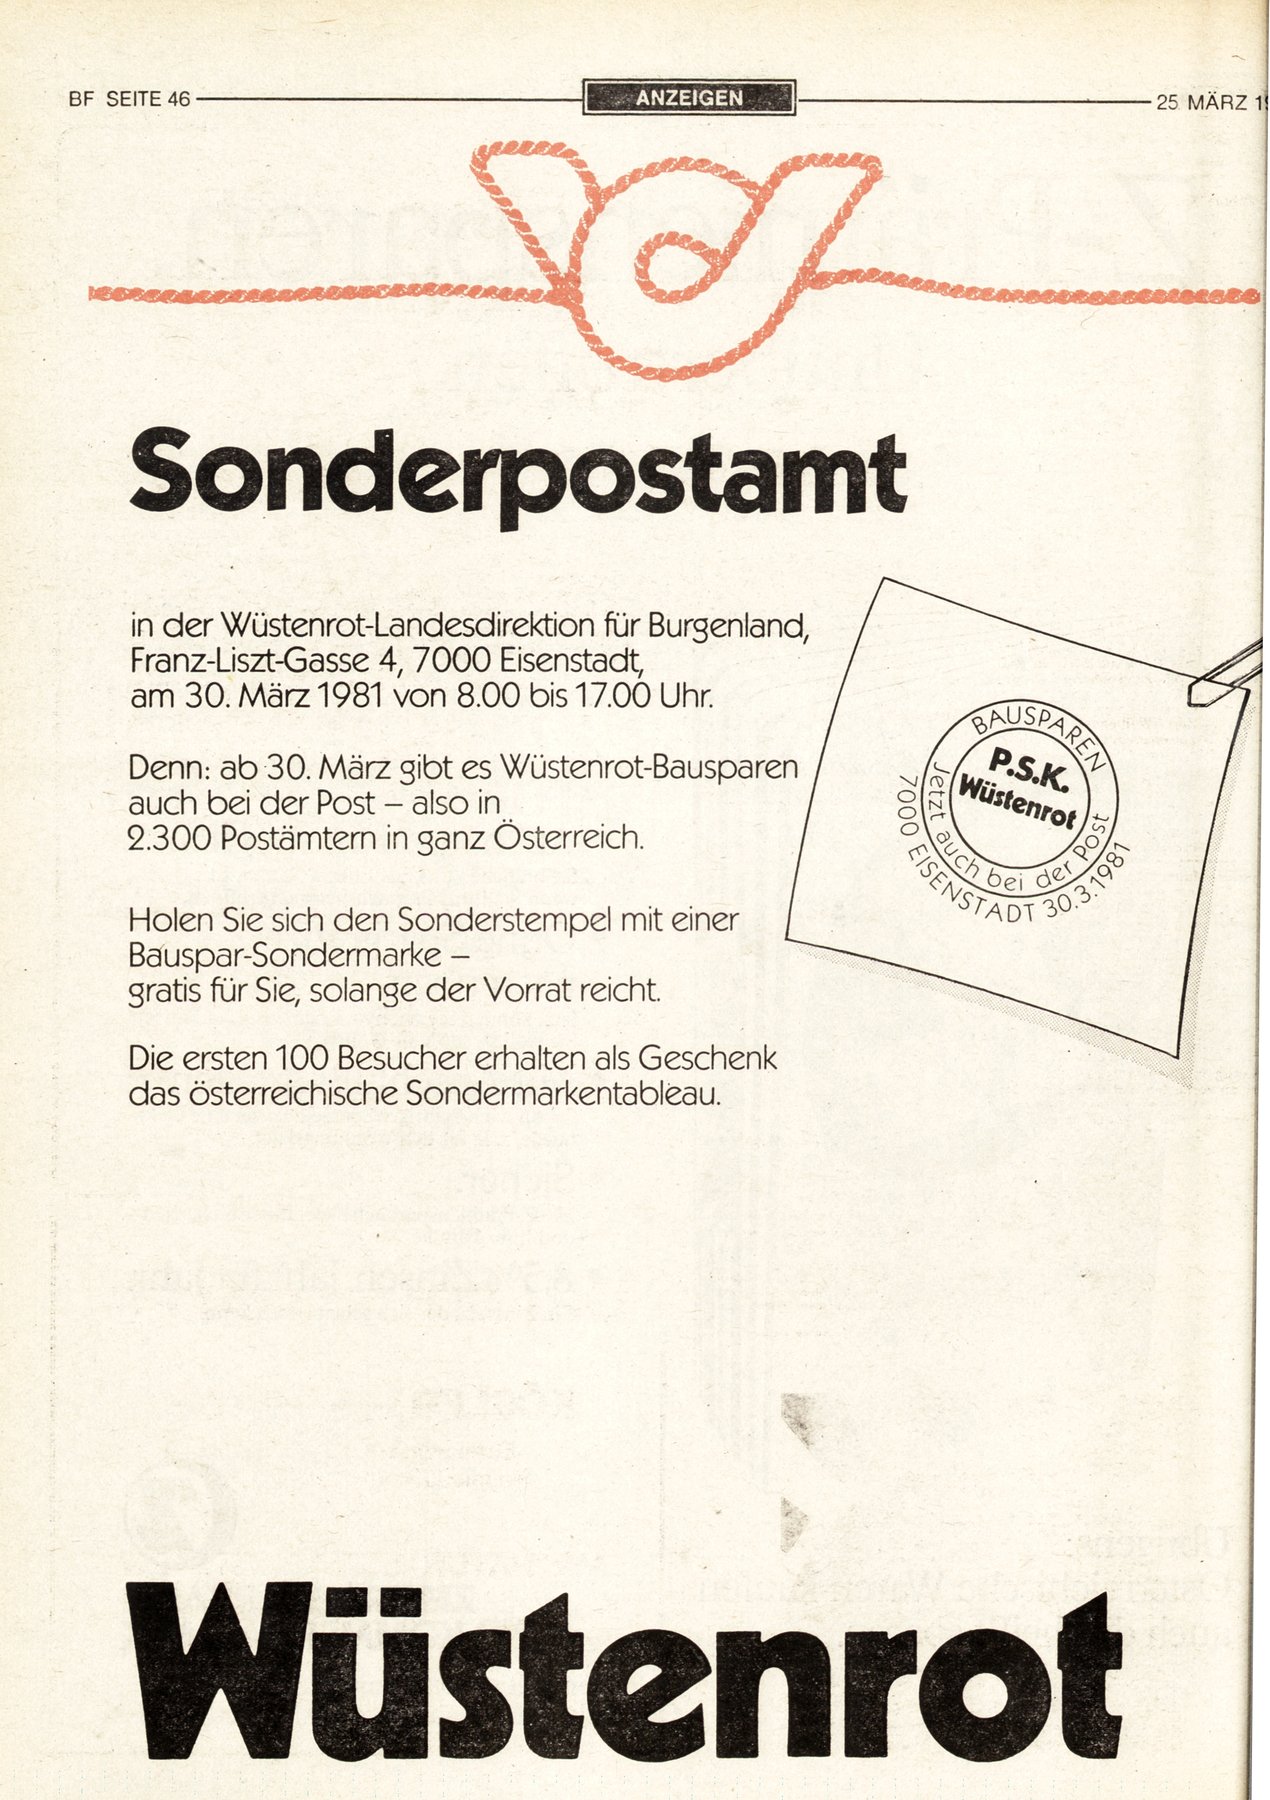 BF SEITE 46
ANZEIGEN
25. MÄRZ
Sonderpostamt
in der Wüstenrot-Landesdirektion für Burgenland,
Franz-Liszt-Gasse 4, 7000 Eisenstadt,
am 30. März 1981 von 8.00 bis 17.00 Uhr.
Denn: ab 30. März gibt es Wüstenrot-Bausparen
auch bei der Post – also in
2.300 Postämtern in ganz Österreich.
Holen Sie sich den Sonderstempel mit einer
Bauspar-Sondermarke –
gratis für Sie, solange der Vorrat reicht.
Die ersten 100 Besucher erhalten als Geschenk
das österreichische Sondermarkentableau.
BAUSPAREN
P.S.K.
Wüstenrot
Jetzt auch bei der Post
7000 EISENSTADT 30.3.1981
Wüstenrot